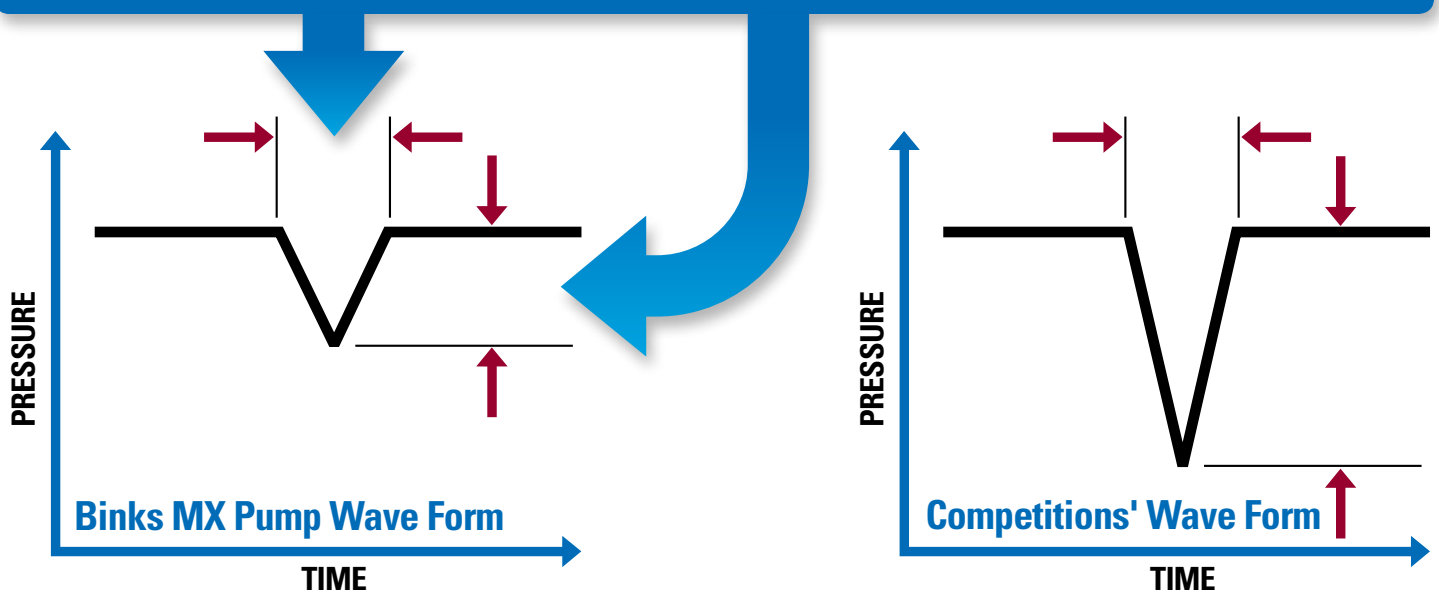 PRESSURE
Binks MX Pump Wave Form
TIME
PRESSURE
Competitions' Wave Form
TIME